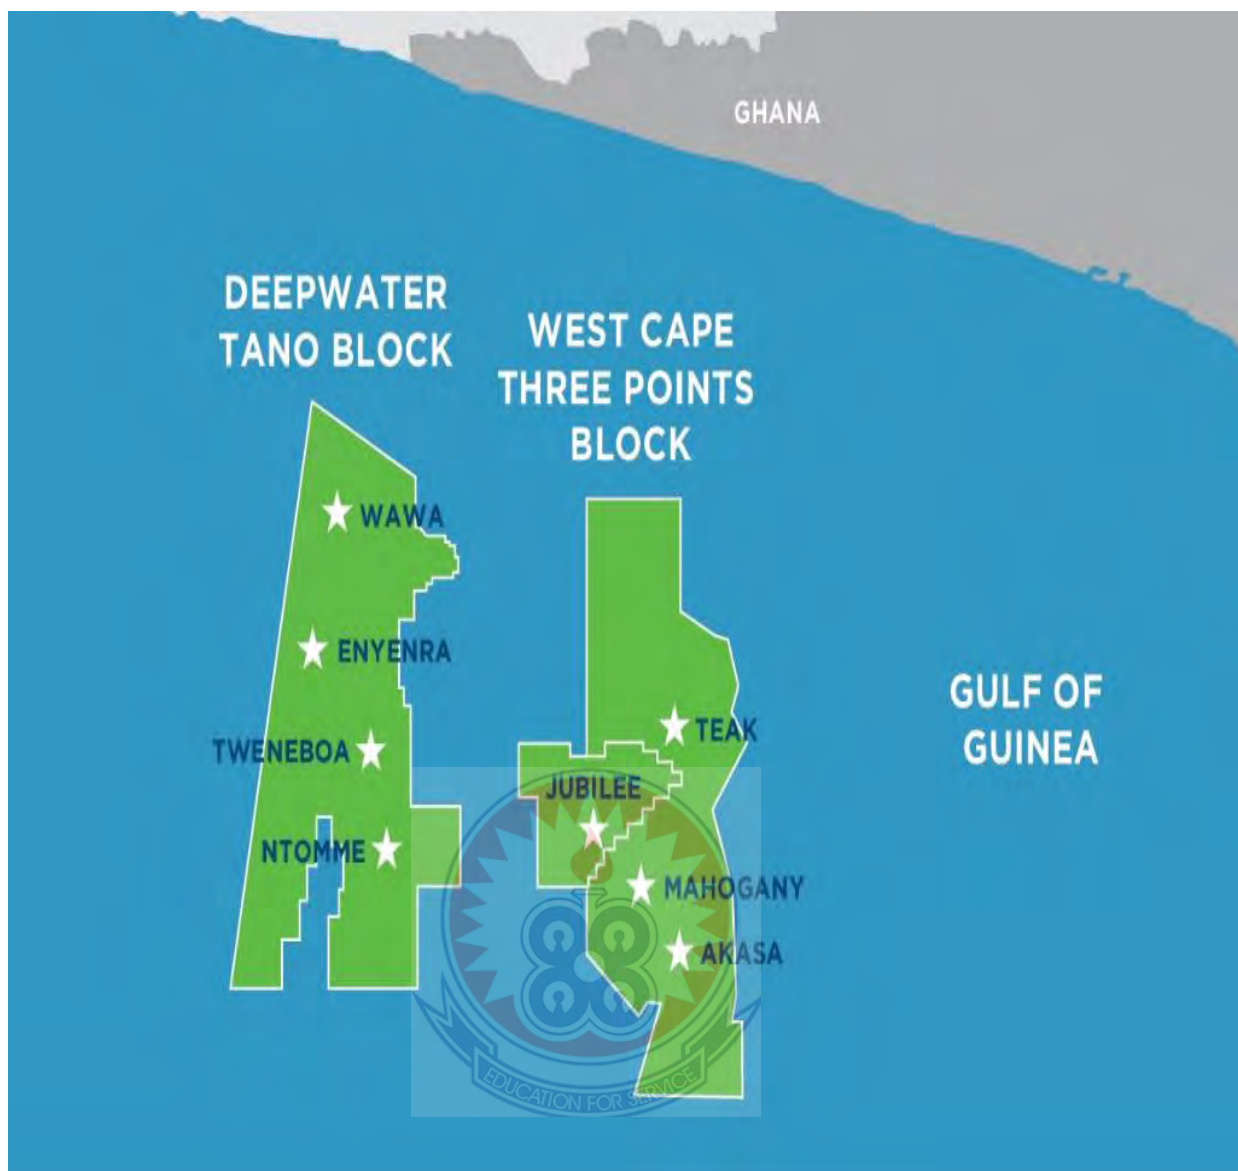 GHANA
DEEPWATER
TANO BLOCK
WEST CAPE
THREE POINTS
BLOCK
WAWA
ENYENRA
TWENEBOA
NTOMME
TEAK
JUBILEE
MAHOGANY
AKASA
GULF OF
GUINEA
EDUCATION FOR SERVICE